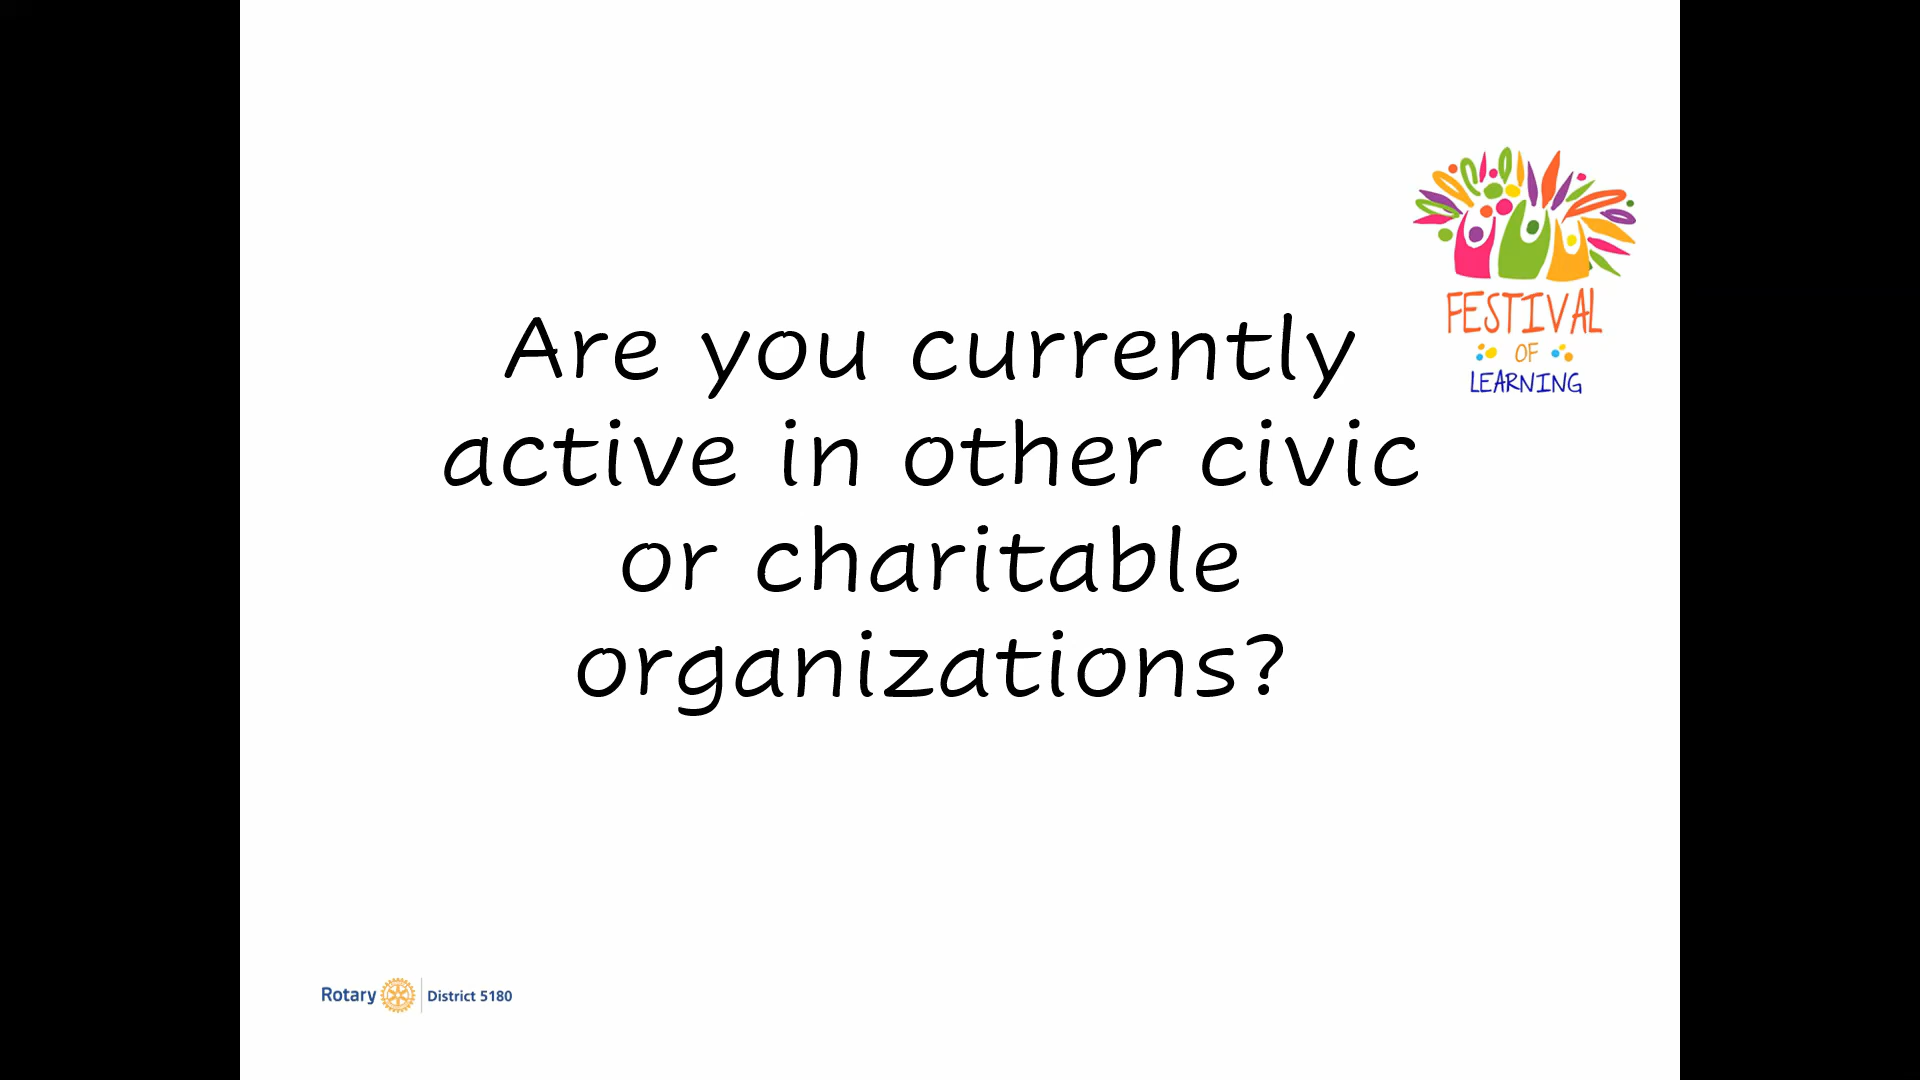 Are you currently
active in other civic
or charitable
organizations?
FESTIVAL
OF
LEARNING
Rotary District 5180